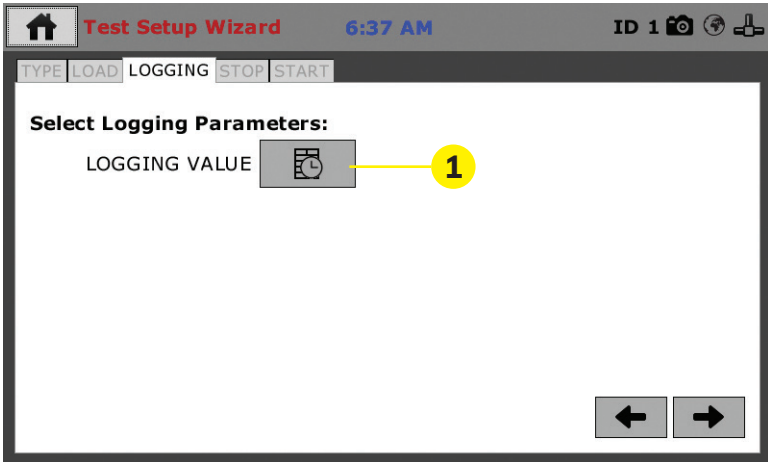 Test Setup Wizard 6:37 AM ID 1
TYPE LOAD LOGGING STOP START
Select Logging Parameters:
LOGGING VALUE 1